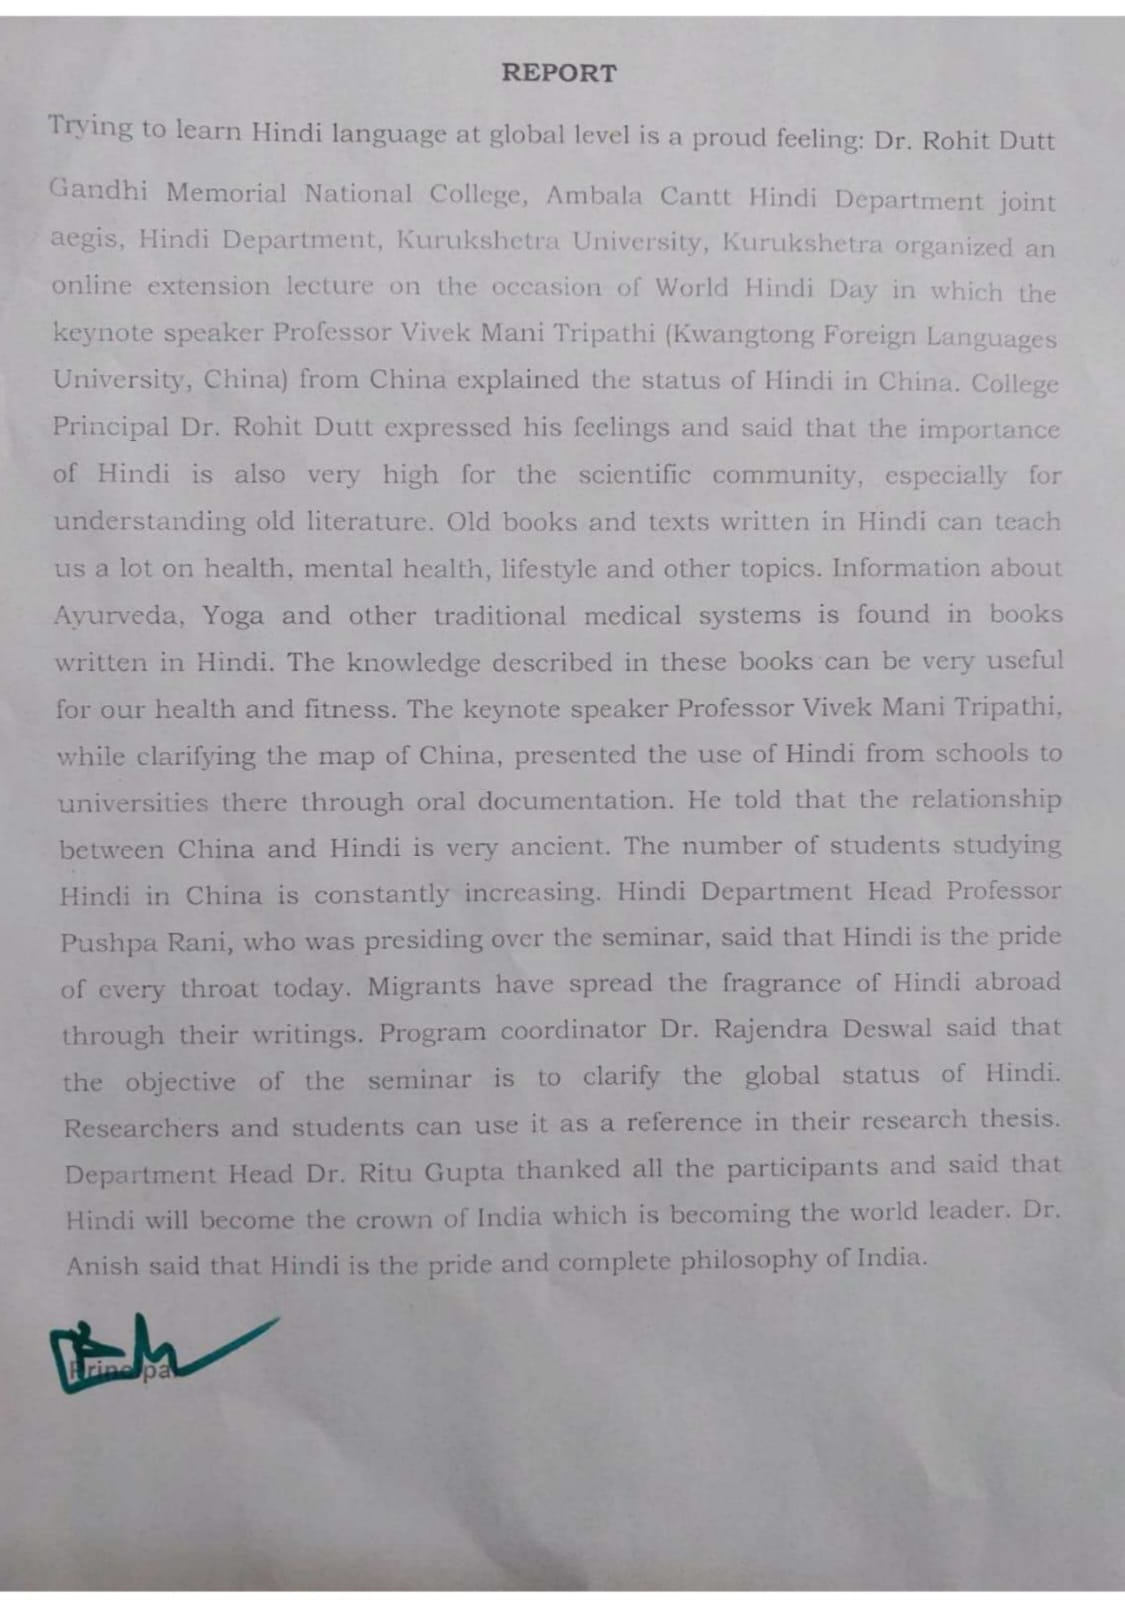 REPORT
Trying to learn Hindi language at global level is a proud feeling: Dr. Rohit Dutt
Gandhi Memorial National College, Ambala Cantt Hindi Department joint
aegis, Hindi Department, Kurukshetra University, Kurukshetra organized an
online extension lecture on the occasion of World Hindi Day in which the
keynote speaker Professor Vivek Mani Tripathi (Kwangtong Foreign Languages
University, China) from China explained the status of Hindi in China. College
Principal Dr. Rohit Dutt expressed his feelings and said that the importance
of Hindi is also very high for the scientific community, especially for
understanding old literature. Old books and texts written in Hindi can teach
us a lot on health, mental health, lifestyle and other topics. Information about
Ayurveda, Yoga and other traditional medical systems is found in books
written in Hindi. The knowledge described in these books can be very useful
for our health and fitness. The keynote speaker Professor Vivek Mani Tripathi,
while clarifying the map of China, presented the use of Hindi from schools to
universities there through oral documentation. He told that the relationship
between China and Hindi is very ancient. The number of students studying
Hindi in China is constantly increasing. Hindi Department Head Professor
Pushpa Rani, who was presiding over the seminar, said that Hindi is the pride
of every throat today. Migrants have spread the fragrance of Hindi abroad
through their writings. Program coordinator Dr. Rajendra Deswal said that
the objective of the seminar is to clarify the global status of Hindi.
Researchers and students can use it as a reference in their research thesis.
Department Head Dr. Ritu Gupta thanked all the participants and said that
Hindi will become the crown of India which is becoming the world leader. Dr.
Anish said that Hindi is the pride and complete philosophy of India.
Principal